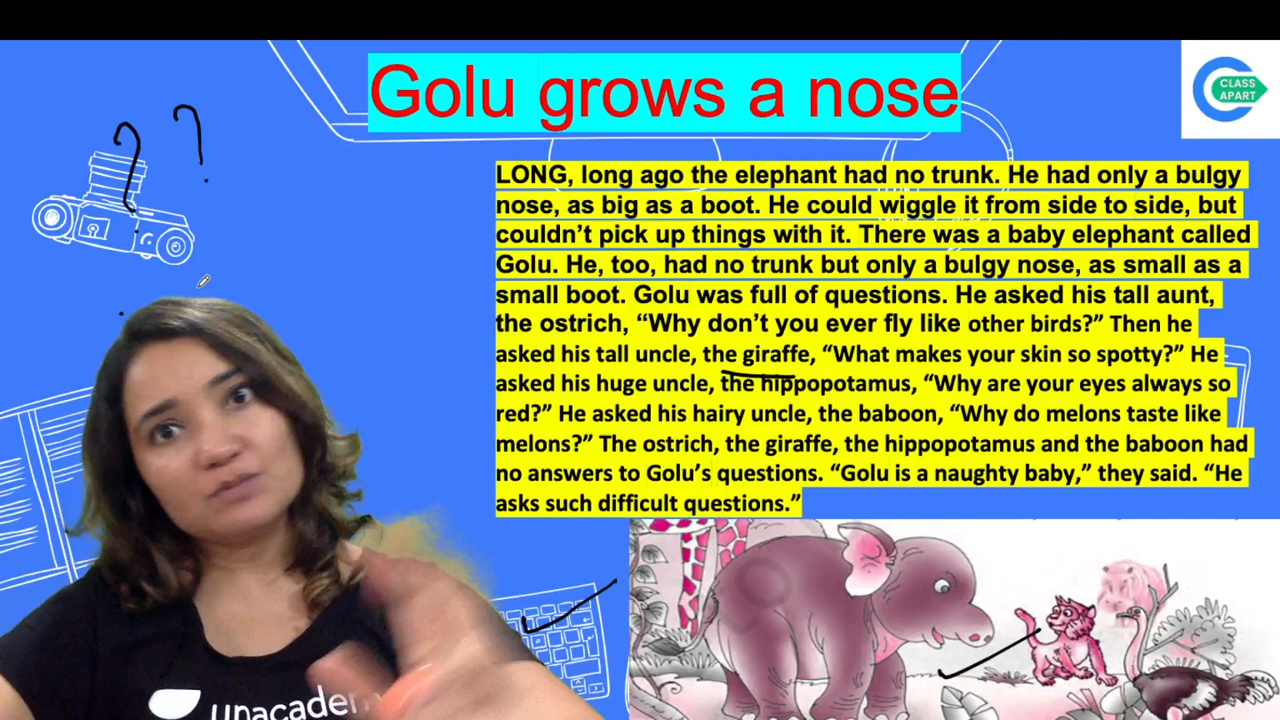 Golu grows a nose
CLASS
APART
? ?
LONG, long ago the elephant had no trunk. He had only a bulgy
nose, as big as a boot. He could wiggle it from side to side, but
couldn’t pick up things with it. There was a baby elephant called
Golu. He, too, had no trunk but only a bulgy nose, as small as a
small boot. Golu was full of questions. He asked his tall aunt,
the ostrich, “Why don’t you ever fly like other birds?” Then he
asked his tall uncle, the giraffe, “What makes your skin so spotty?” He
asked his huge uncle, the hippopotamus, “Why are your eyes always so
red?” He asked his hairy uncle, the baboon, “Why do melons taste like
melons?” The ostrich, the giraffe, the hippopotamus and the baboon had
no answers to Golu’s questions. “Golu is a naughty baby,” they said. “He
asks such difficult questions.”
unacadem